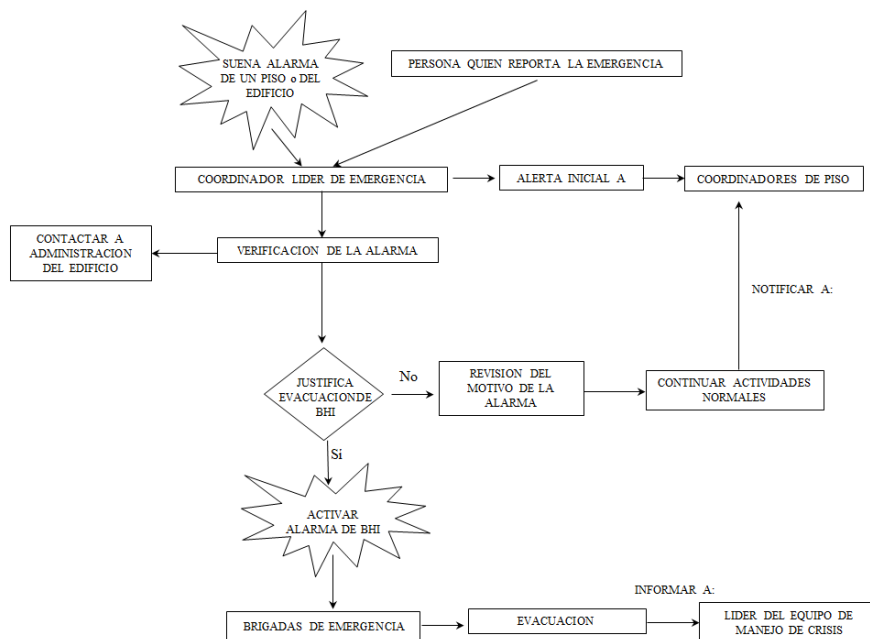 SUENA ALARMA
DE UN PISO o DEL
EDIFICIO
PERSONA QUIEN REPORTA LA EMERGENCIA
COORDINADOR LIDER DE EMERGENCIA
ALERTA INICIAL A
COORDINADORES DE PISO
CONTACTAR A
ADMINISTRACION
DEL EDIFICIO
VERIFICACION DE LA ALARMA
NOTIFICAR A:
JUSTIFICA
EVACUACIONDE
BHI
No
REVISION DEL
MOTIVO DE LA
ALARMA
CONTINUAR ACTIVIDADES
NORMALES
Si
ACTIVAR
ALARMA DE BHI
BRIGADAS DE EMERGENCIA
EVACUACION
INFORMAR A:
LIDER DEL EQUIPO DE
MANEJO DE CRISIS